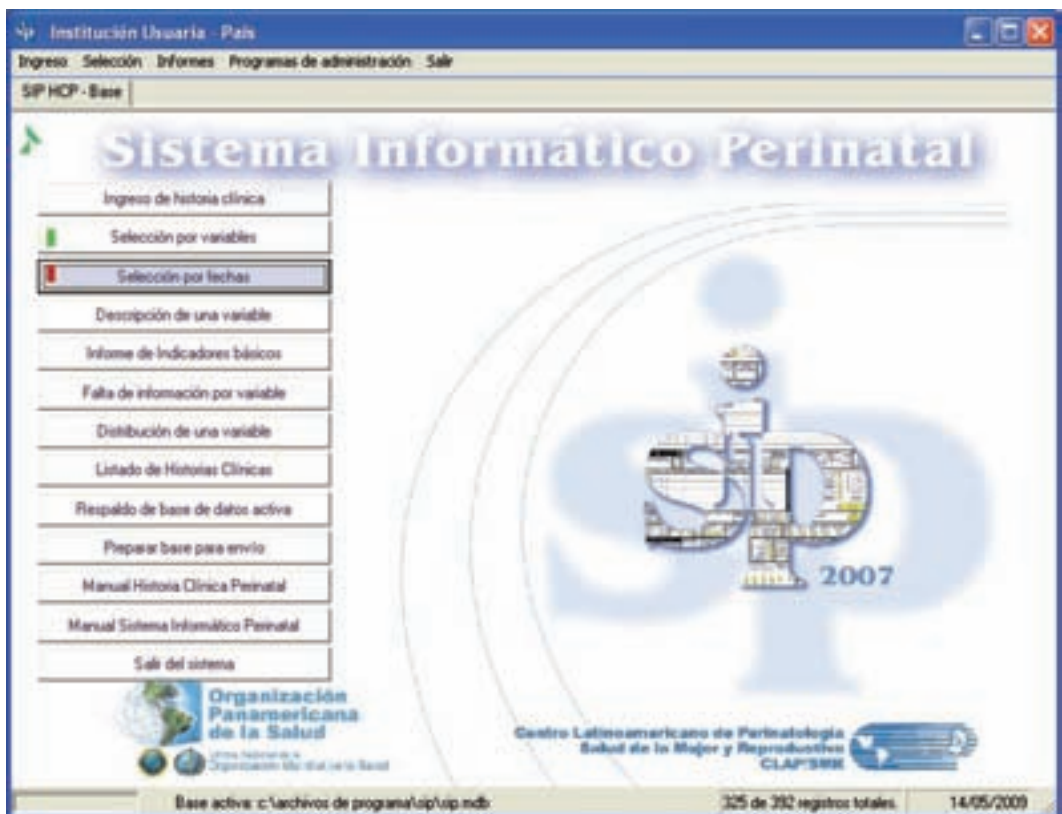 Institución Usuaria - País
Ingreso Selección Informes Programas de administración Salir
SIP HCP - Base
Sistema Informático Perinatal
Ingreso de historia clínica
Selección por variables
Selección por fechas
Descripción de una variable
Informe de Indicadores básicos
Falta de información por variable
Distribución de una variable
Listado de Historias Clínicas
Respaldo de base de datos activa
Preparar base para envío
Manual Historia Clínica Perinatal
Manual Sistema Informático Perinatal
Salir del sistema
sip
2007
Organización
Panamericana
de la Salud
Organización Mundial de la Salud
Centro Latinoamericano de Perinatología
Salud de la Mujer y Reproductiva
CLAP/SMR
Base activa: c:\archivos de programa\sip\sip.mdb
325 de 392 registros totales.
14/05/2009